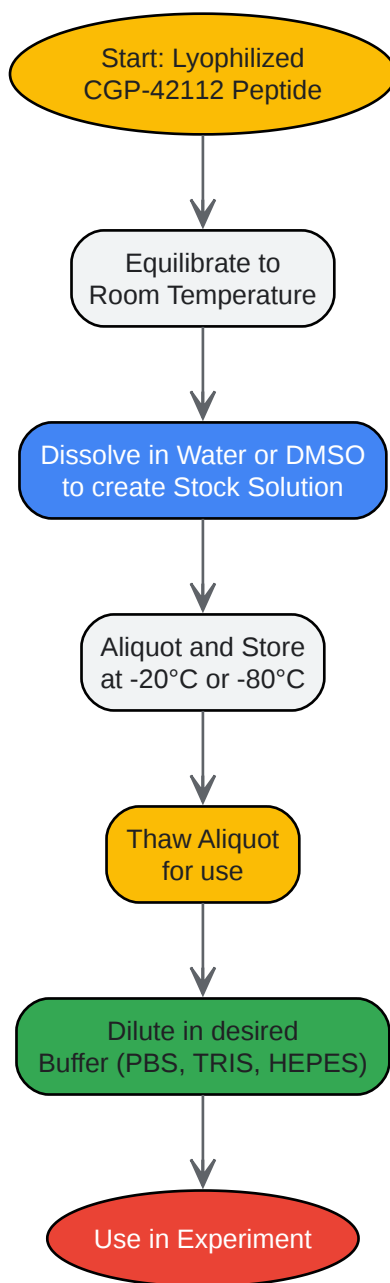 Start: Lyophilized
CGP-42112 Peptide
Equilibrate to
Room Temperature
Dissolve in Water or DMSO
to create Stock Solution
Aliquot and Store
at -20°C or -80°C
Thaw Aliquot
for use
Dilute in desired
Buffer (PBS, TRIS, HEPES)
Use in Experiment